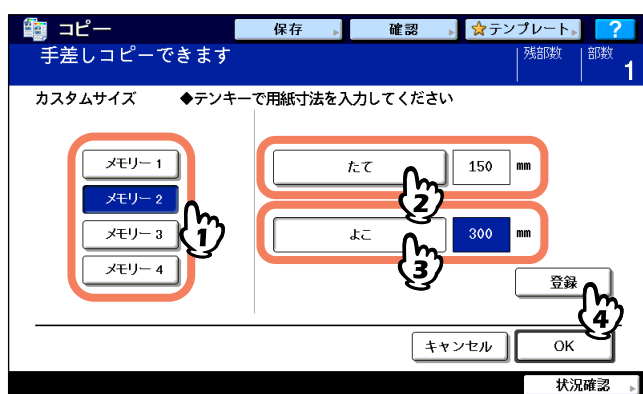 コピー 保存 確認 テンプレート ?
手差しコピーできます 残部数 部数 1
カスタムサイズ ◆テンキーで用紙寸法を入力してください
メモリー 1
メモリー 2
メモリー 3
メモリー 4
1
たて 150 mm
2
よこ 300 mm
3
登録
4
キャンセル OK
状況確認